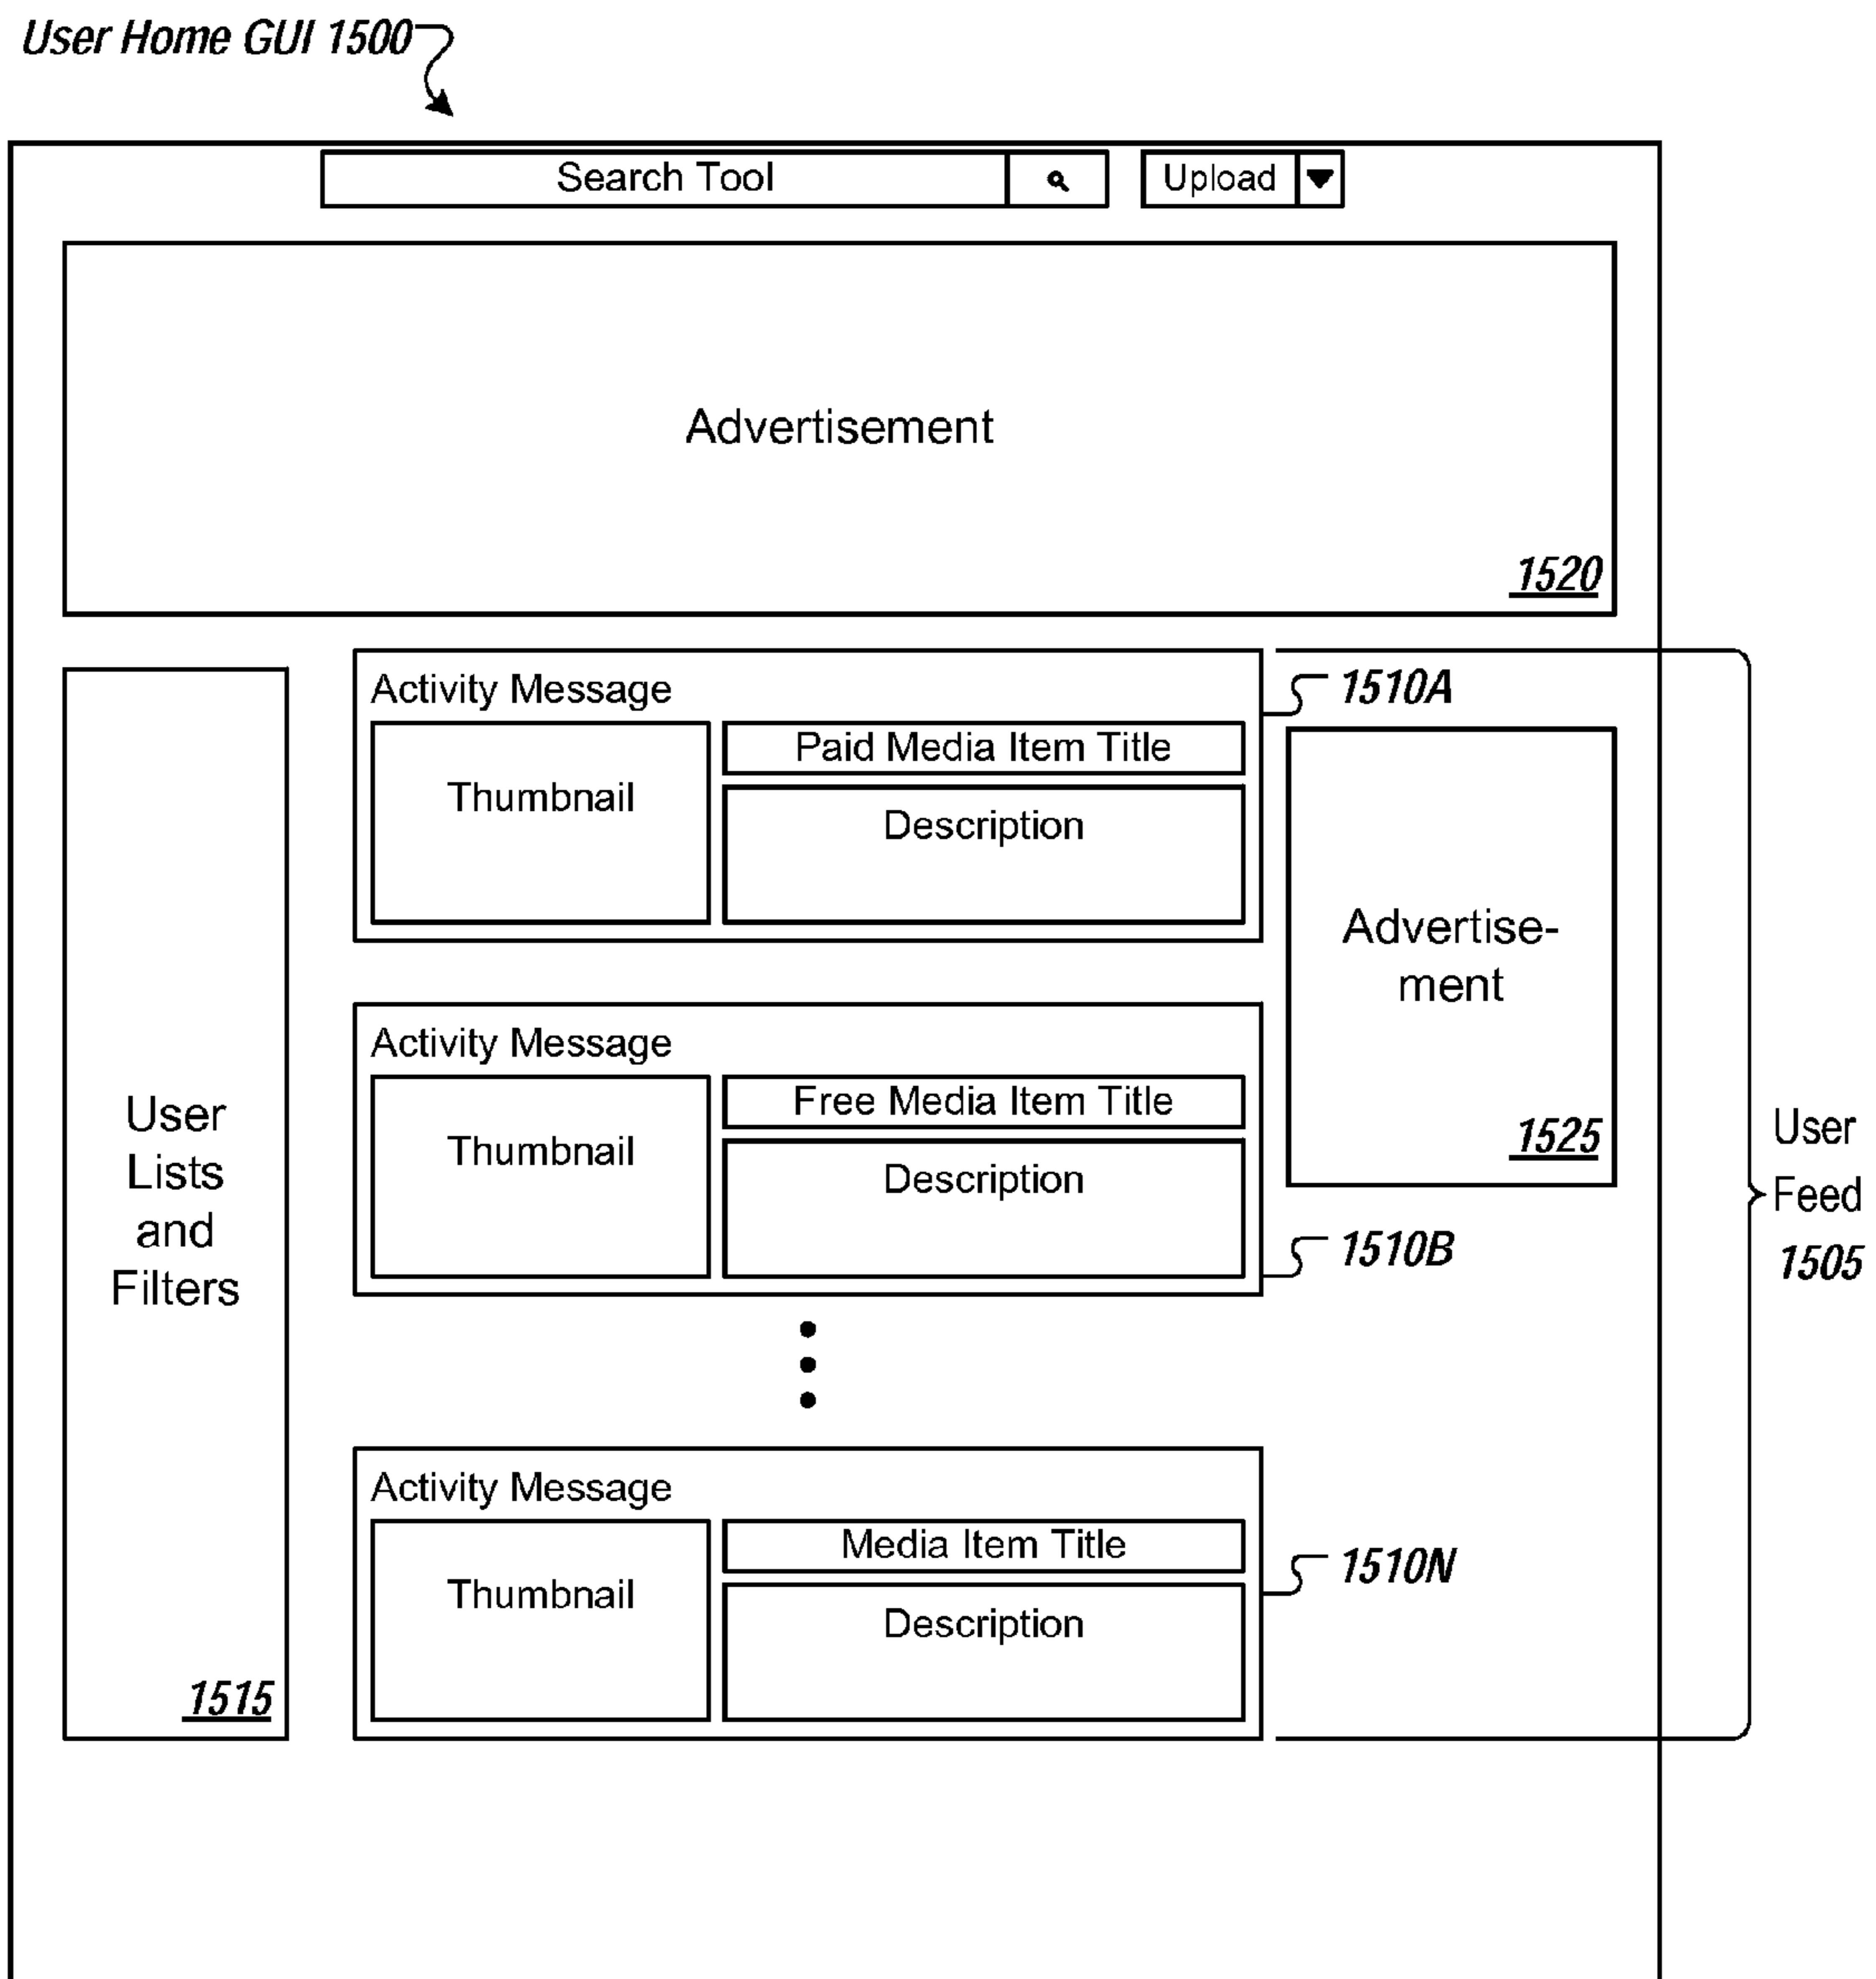 User Home GUI 1500
Search Tool
Upload
Advertisement
1520
User
Lists
and
Filters
1515
Activity Message
Thumbnail
Paid Media Item Title
Description
1510A
Advertise-
ment
1525
Activity Message
Thumbnail
Free Media Item Title
Description
1510B
Activity Message
Thumbnail
Media Item Title
Description
1510N
User
Feed
1505